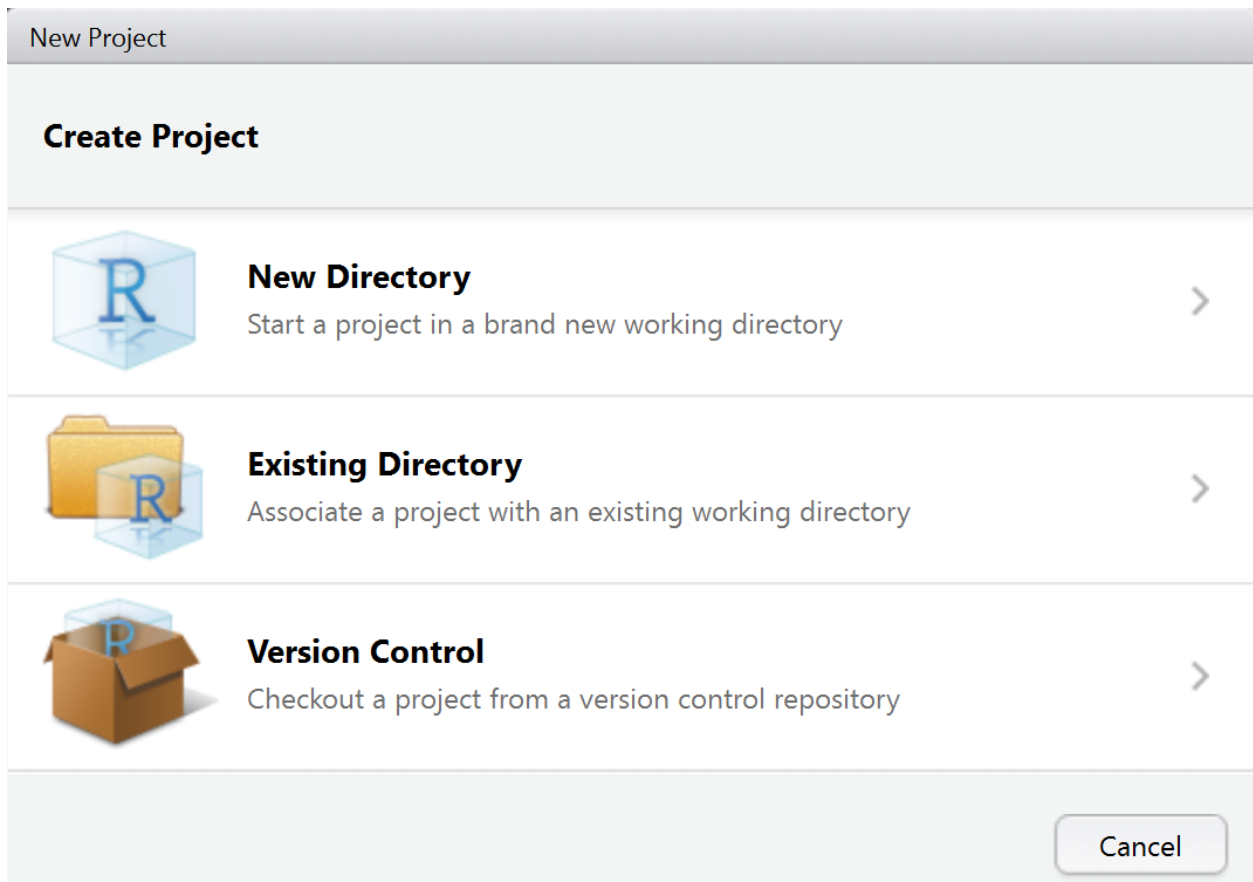 New Project
Create Project
R
New Directory
Start a project in a brand new working directory
R
Existing Directory
Associate a project with an existing working directory
R
Version Control
Checkout a project from a version control repository
Cancel